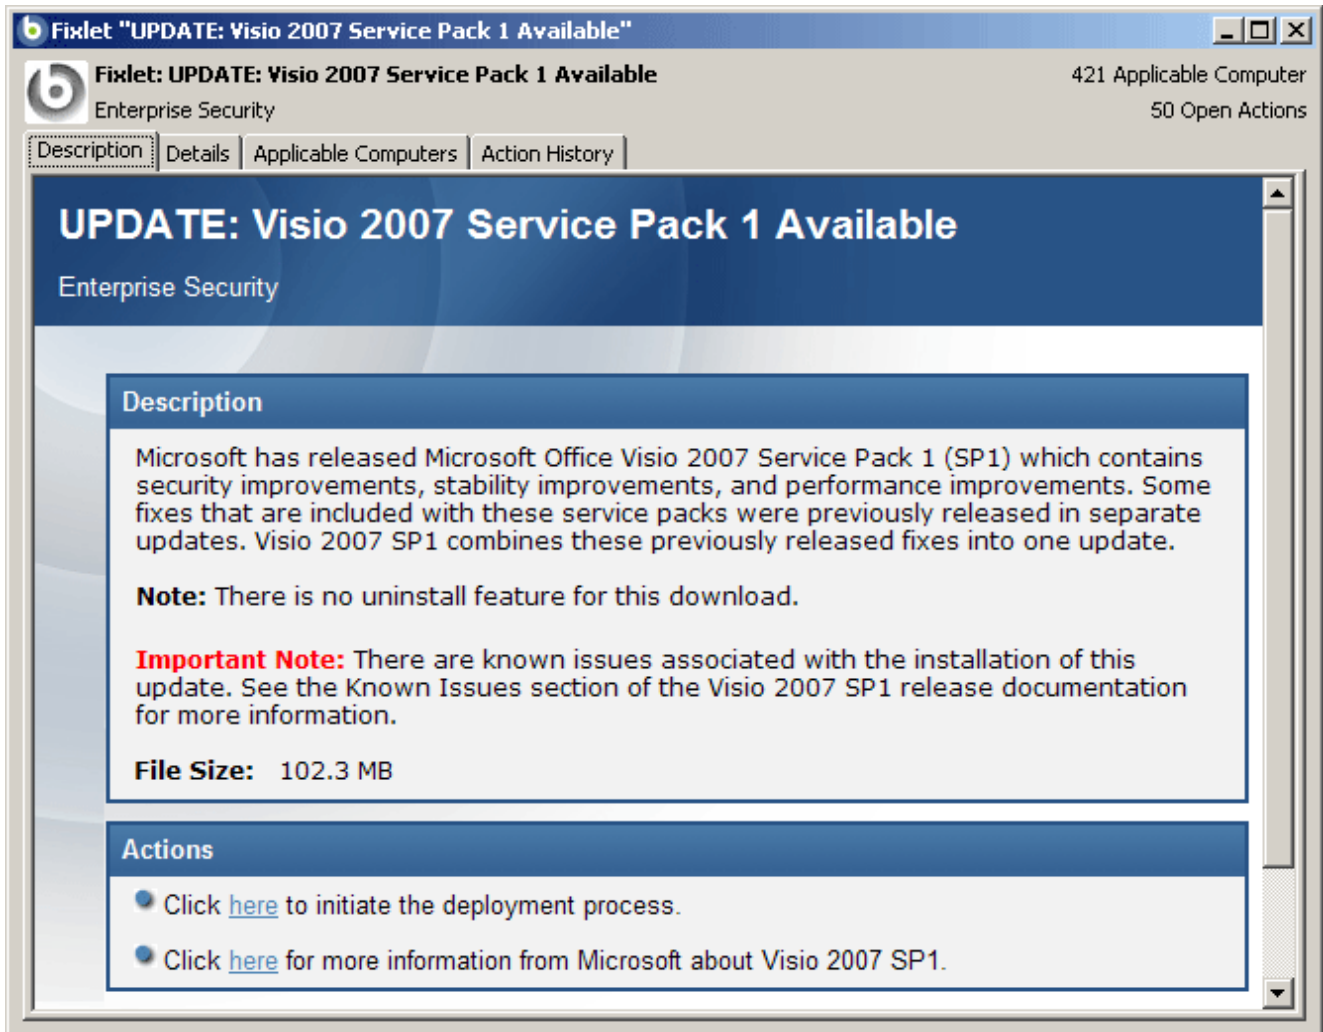 Fixlet "UPDATE: Visio 2007 Service Pack 1 Available"
Fixlet: UPDATE: Visio 2007 Service Pack 1 Available
421 Applicable Computer
Enterprise Security
50 Open Actions
Description
Details
Applicable Computers
Action History
UPDATE: Visio 2007 Service Pack 1 Available
Enterprise Security
Description
Microsoft has released Microsoft Office Visio 2007 Service Pack 1 (SP1) which contains
security improvements, stability improvements, and performance improvements. Some
fixes that are included with these service packs were previously released in separate
updates. Visio 2007 SP1 combines these previously released fixes into one update.
Note: There is no uninstall feature for this download.
Important Note: There are known issues associated with the installation of this
update. See the Known Issues section of the Visio 2007 SP1 release documentation
for more information.
File Size: 102.3 MB
Actions
Click here to initiate the deployment process.
Click here for more information from Microsoft about Visio 2007 SP1.